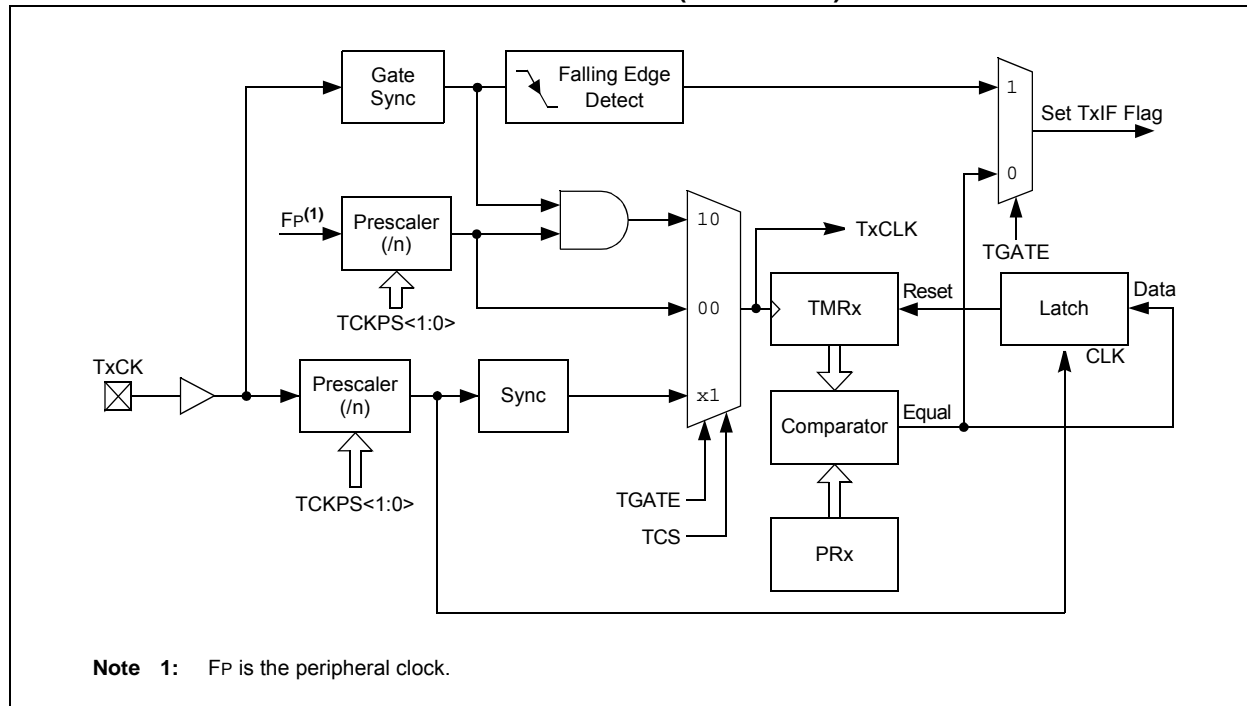 Gate
Sync
Falling Edge
Detect
1
Set TxIF Flag
0
FP(1)
Prescaler
(/n)
10
TxCLK
TGATE
TCKPS<1:0>
00
TMRx
Reset
Latch
Data
CLK
TxCK
Prescaler
(/n)
Sync
x1
Comparator
Equal
TCKPS<1:0>
TGATE
TCS
PRx
Note 1: FP is the peripheral clock.